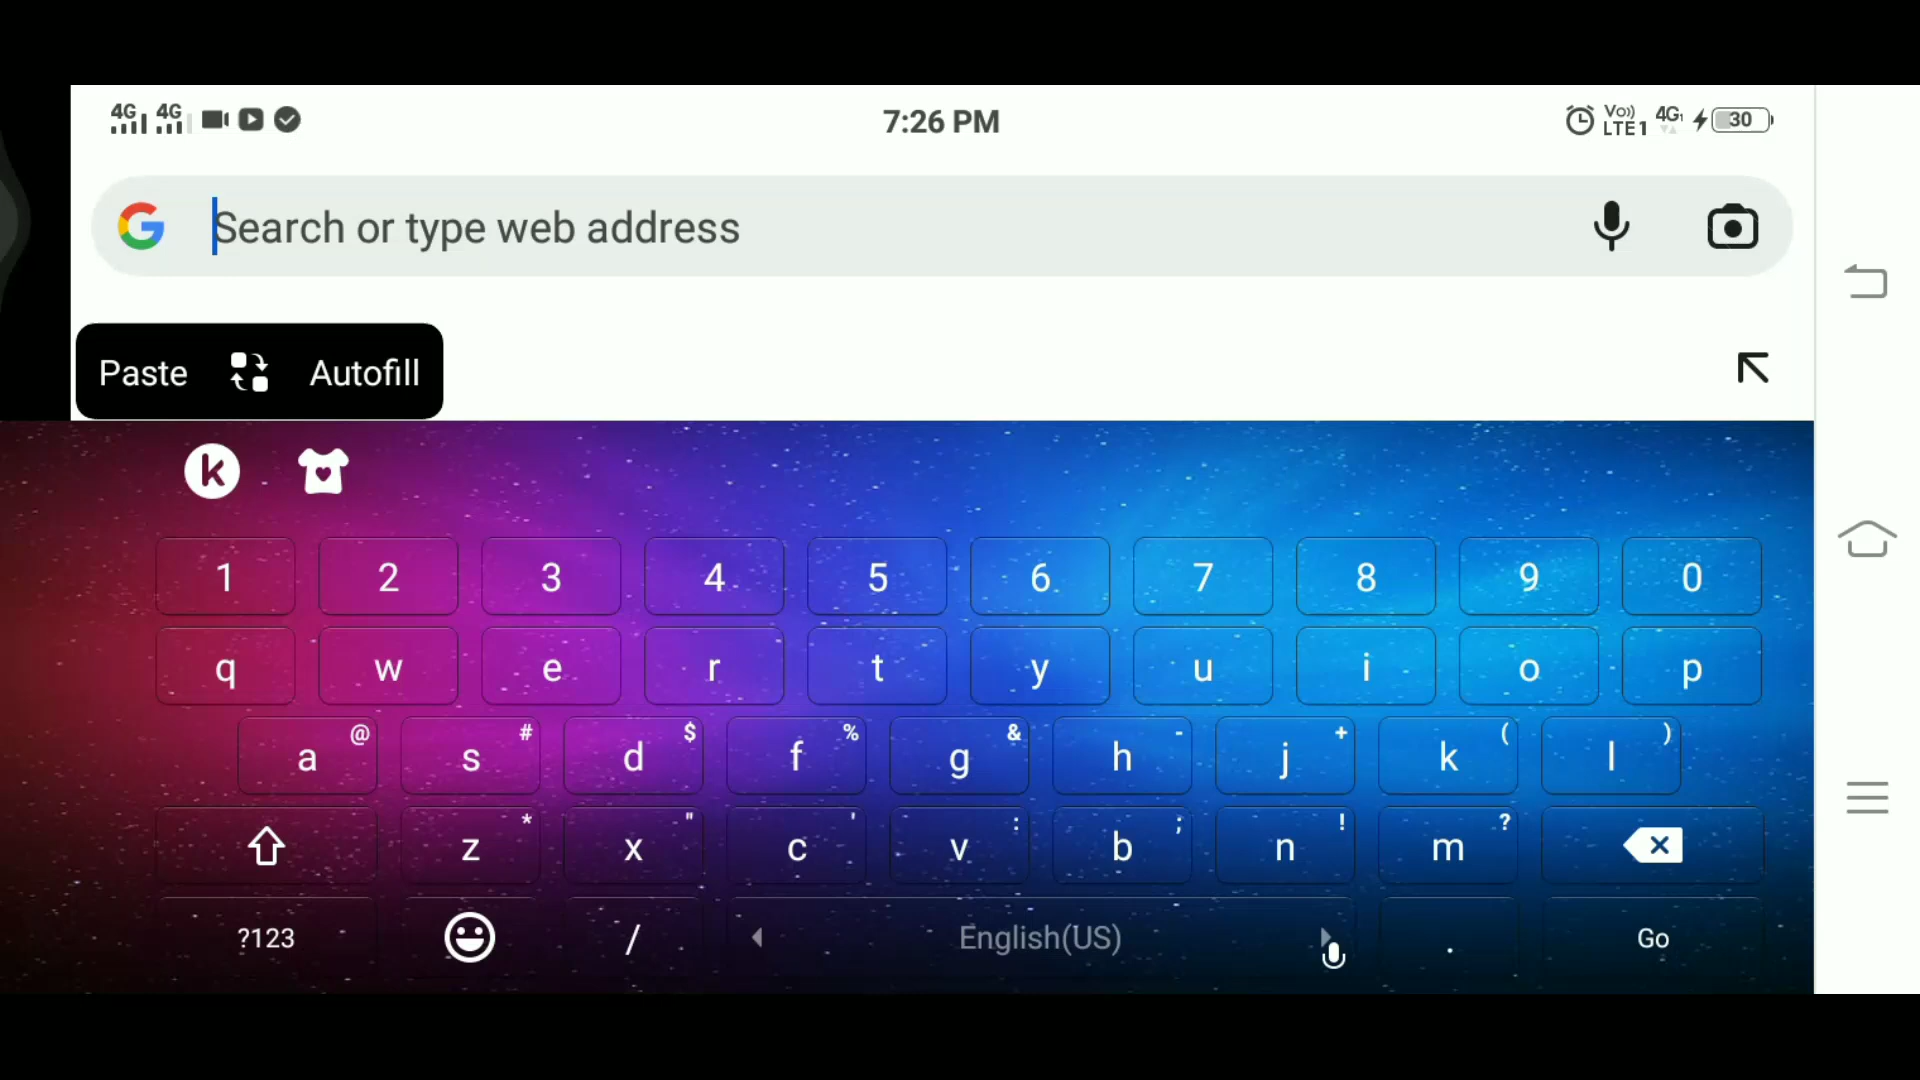 4G 4G 7:26 PM Vo)) LTE1 4G1 30
Search or type web address
Paste Autofill
k
1 2 3 4 5 6 7 8 9 0
q w e r t y u i o p
@ # $ % & - + ( )
a s d f g h j k l
* " ' : ; ! ?
z x c v b n m
?123 / English(US) . Go